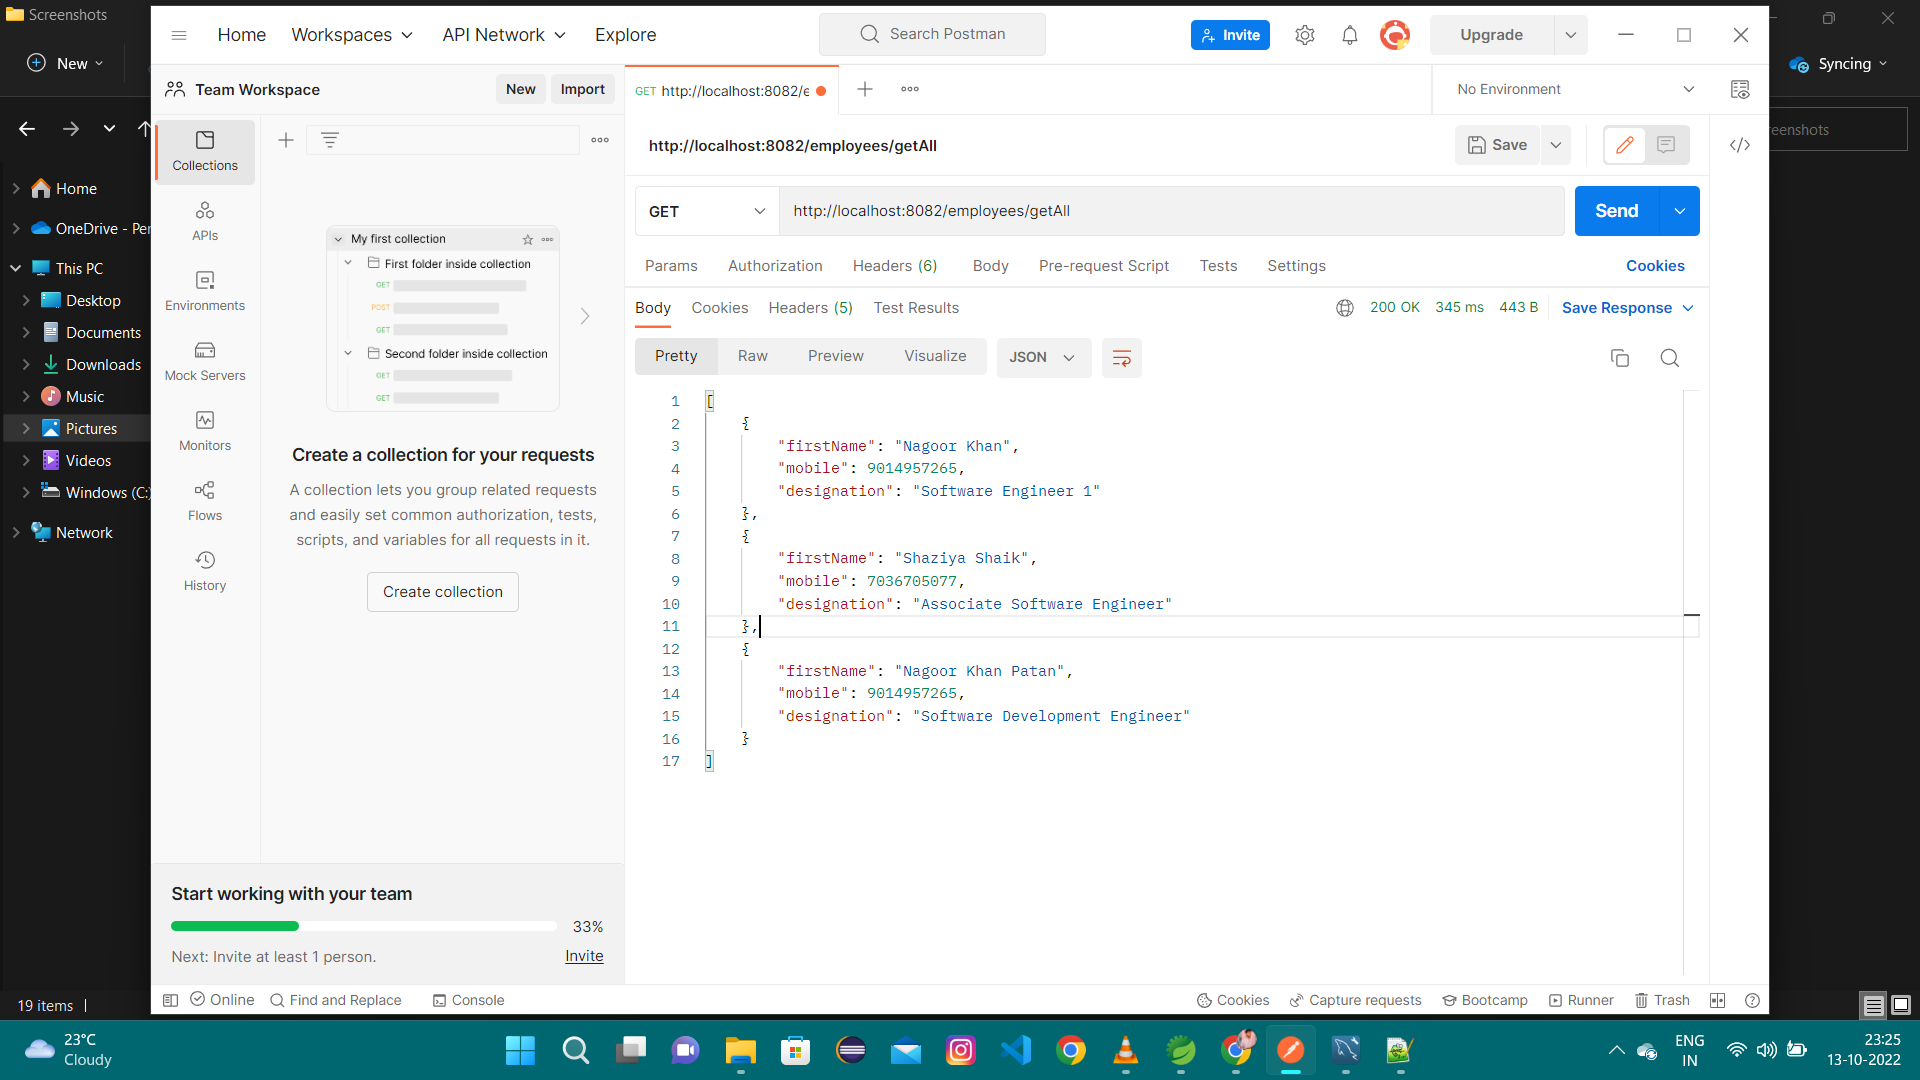 Screenshots
New
Syncing
Screenshots
Home
OneDrive - Per
This PC
Desktop
Documents
Downloads
Music
Pictures
Videos
Windows (C:)
Network
19 items
Home
Workspaces
API Network
Explore
Search Postman
Invite
Upgrade
Team Workspace
New
Import
GET http://localhost:8082/e
No Environment
Collections
APIs
Environments
Mock Servers
Monitors
Flows
History
My first collection
First folder inside collection
GET
POST
GET
Second folder inside collection
GET
GET
Create a collection for your requests
A collection lets you group related requests
and easily set common authorization, tests,
scripts, and variables for all requests in it.
Create collection
Start working with your team
33%
Next: Invite at least 1 person.
Invite
http://localhost:8082/employees/getAll
Save
GET
http://localhost:8082/employees/getAll
Send
Params
Authorization
Headers (6)
Body
Pre-request Script
Tests
Settings
Cookies
Body
Cookies
Headers (5)
Test Results
200 OK
345 ms
443 B
Save Response
Pretty
Raw
Preview
Visualize
JSON
1 [
2 {
3 "firstName": "Nagoor Khan",
4 "mobile": 9014957265,
5 "designation": "Software Engineer 1"
6 },
7 {
8 "firstName": "Shaziya Shaik",
9 "mobile": 7036705077,
10 "designation": "Associate Software Engineer"
11 },
12 {
13 "firstName": "Nagoor Khan Patan",
14 "mobile": 9014957265,
15 "designation": "Software Development Engineer"
16 }
17 ]
Online
Find and Replace
Console
Cookies
Capture requests
Bootcamp
Runner
Trash
23°C
Cloudy
ENG
IN
23:25
13-10-2022